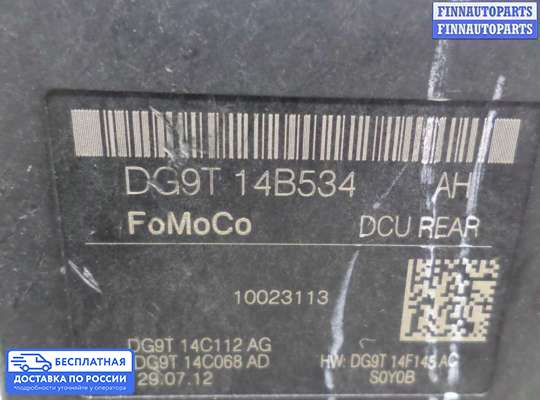 FINNAUTOPARTS
FINNAUTOPARTS
DG9T 14B534 AH
FoMoCo DCU REAR
10023113
DG9T 14C112 AG
DG9T 14C068 AD HW: DG9T 14F145 AC
29.07.12 S0Y0B
БЕСПЛАТНАЯ
ДОСТАВКА ПО РОССИИ